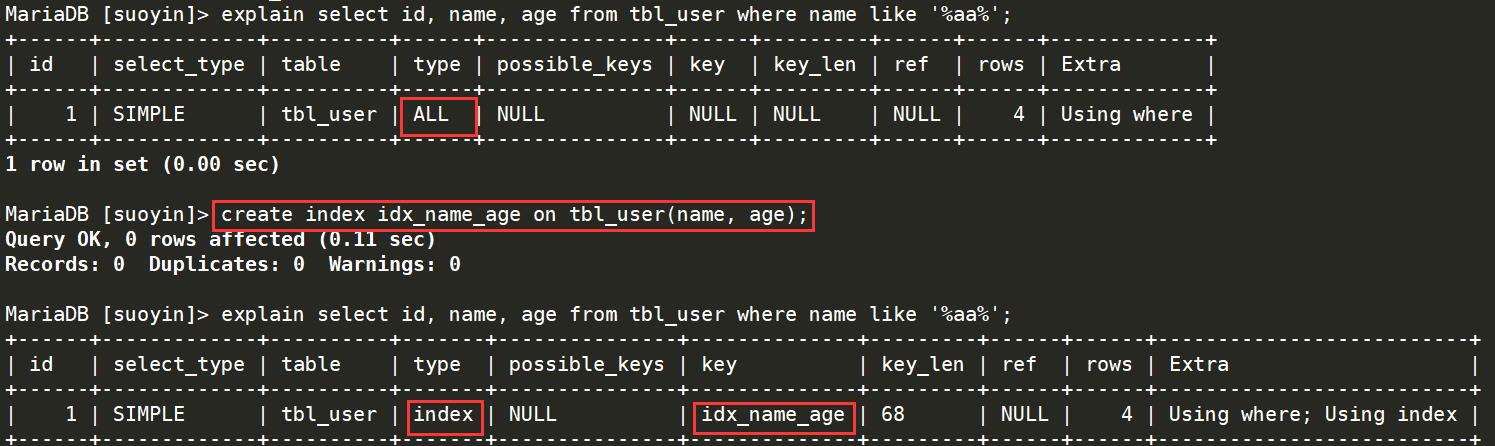 MariaDB [suoyin]> explain select id, name, age from tbl_user where name like '%aa%';
+------+-------------+----------+------+---------------+------+---------+------+------+-------------+
| id   | select_type | table    | type | possible_keys | key  | key_len | ref  | rows | Extra       |
+------+-------------+----------+------+---------------+------+---------+------+------+-------------+
|    1 | SIMPLE      | tbl_user | ALL  | NULL          | NULL | NULL    | NULL |    4 | Using where |
+------+-------------+----------+------+---------------+------+---------+------+------+-------------+
1 row in set (0.00 sec)
MariaDB [suoyin]> create index idx_name_age on tbl_user(name, age);
Query OK, 0 rows affected (0.11 sec)
Records: 0  Duplicates: 0  Warnings: 0
MariaDB [suoyin]> explain select id, name, age from tbl_user where name like '%aa%';
+------+-------------+----------+-------+---------------+--------------+---------+------+------+--------------------------+
| id   | select_type | table    | type  | possible_keys | key          | key_len | ref  | rows | Extra                    |
+------+-------------+----------+-------+---------------+--------------+---------+------+------+--------------------------+
|    1 | SIMPLE      | tbl_user | index | NULL          | idx_name_age | 68      | NULL |    4 | Using where; Using index |
+------+-------------+----------+-------+---------------+--------------+---------+------+------+--------------------------+